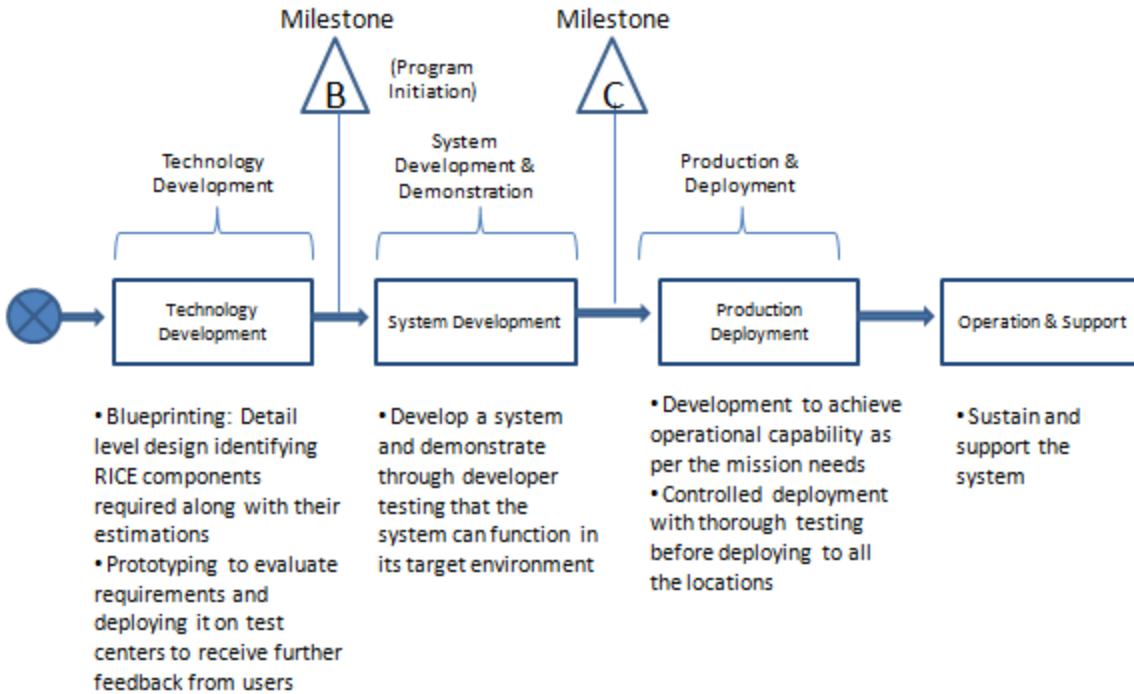 Milestone
Milestone
B
(Program
Initiation)
C
Technology
Development
System
Development &
Demonstration
Production &
Deployment
Technology
Development
System Development
Production
Deployment
Operation & Support
• Blueprinting: Detail
level design identifying
RICE components
required along with their
estimations
• Prototyping to evaluate
requirements and
deploying it on test
centers to receive further
feedback from users
• Develop a system
and demonstrate
through developer
testing that the
system can function in
its target environment
• Development to achieve
operational capability as
per the mission needs
• Controlled deployment
with thorough testing
before deploying to all
the locations
• Sustain and
support the
system